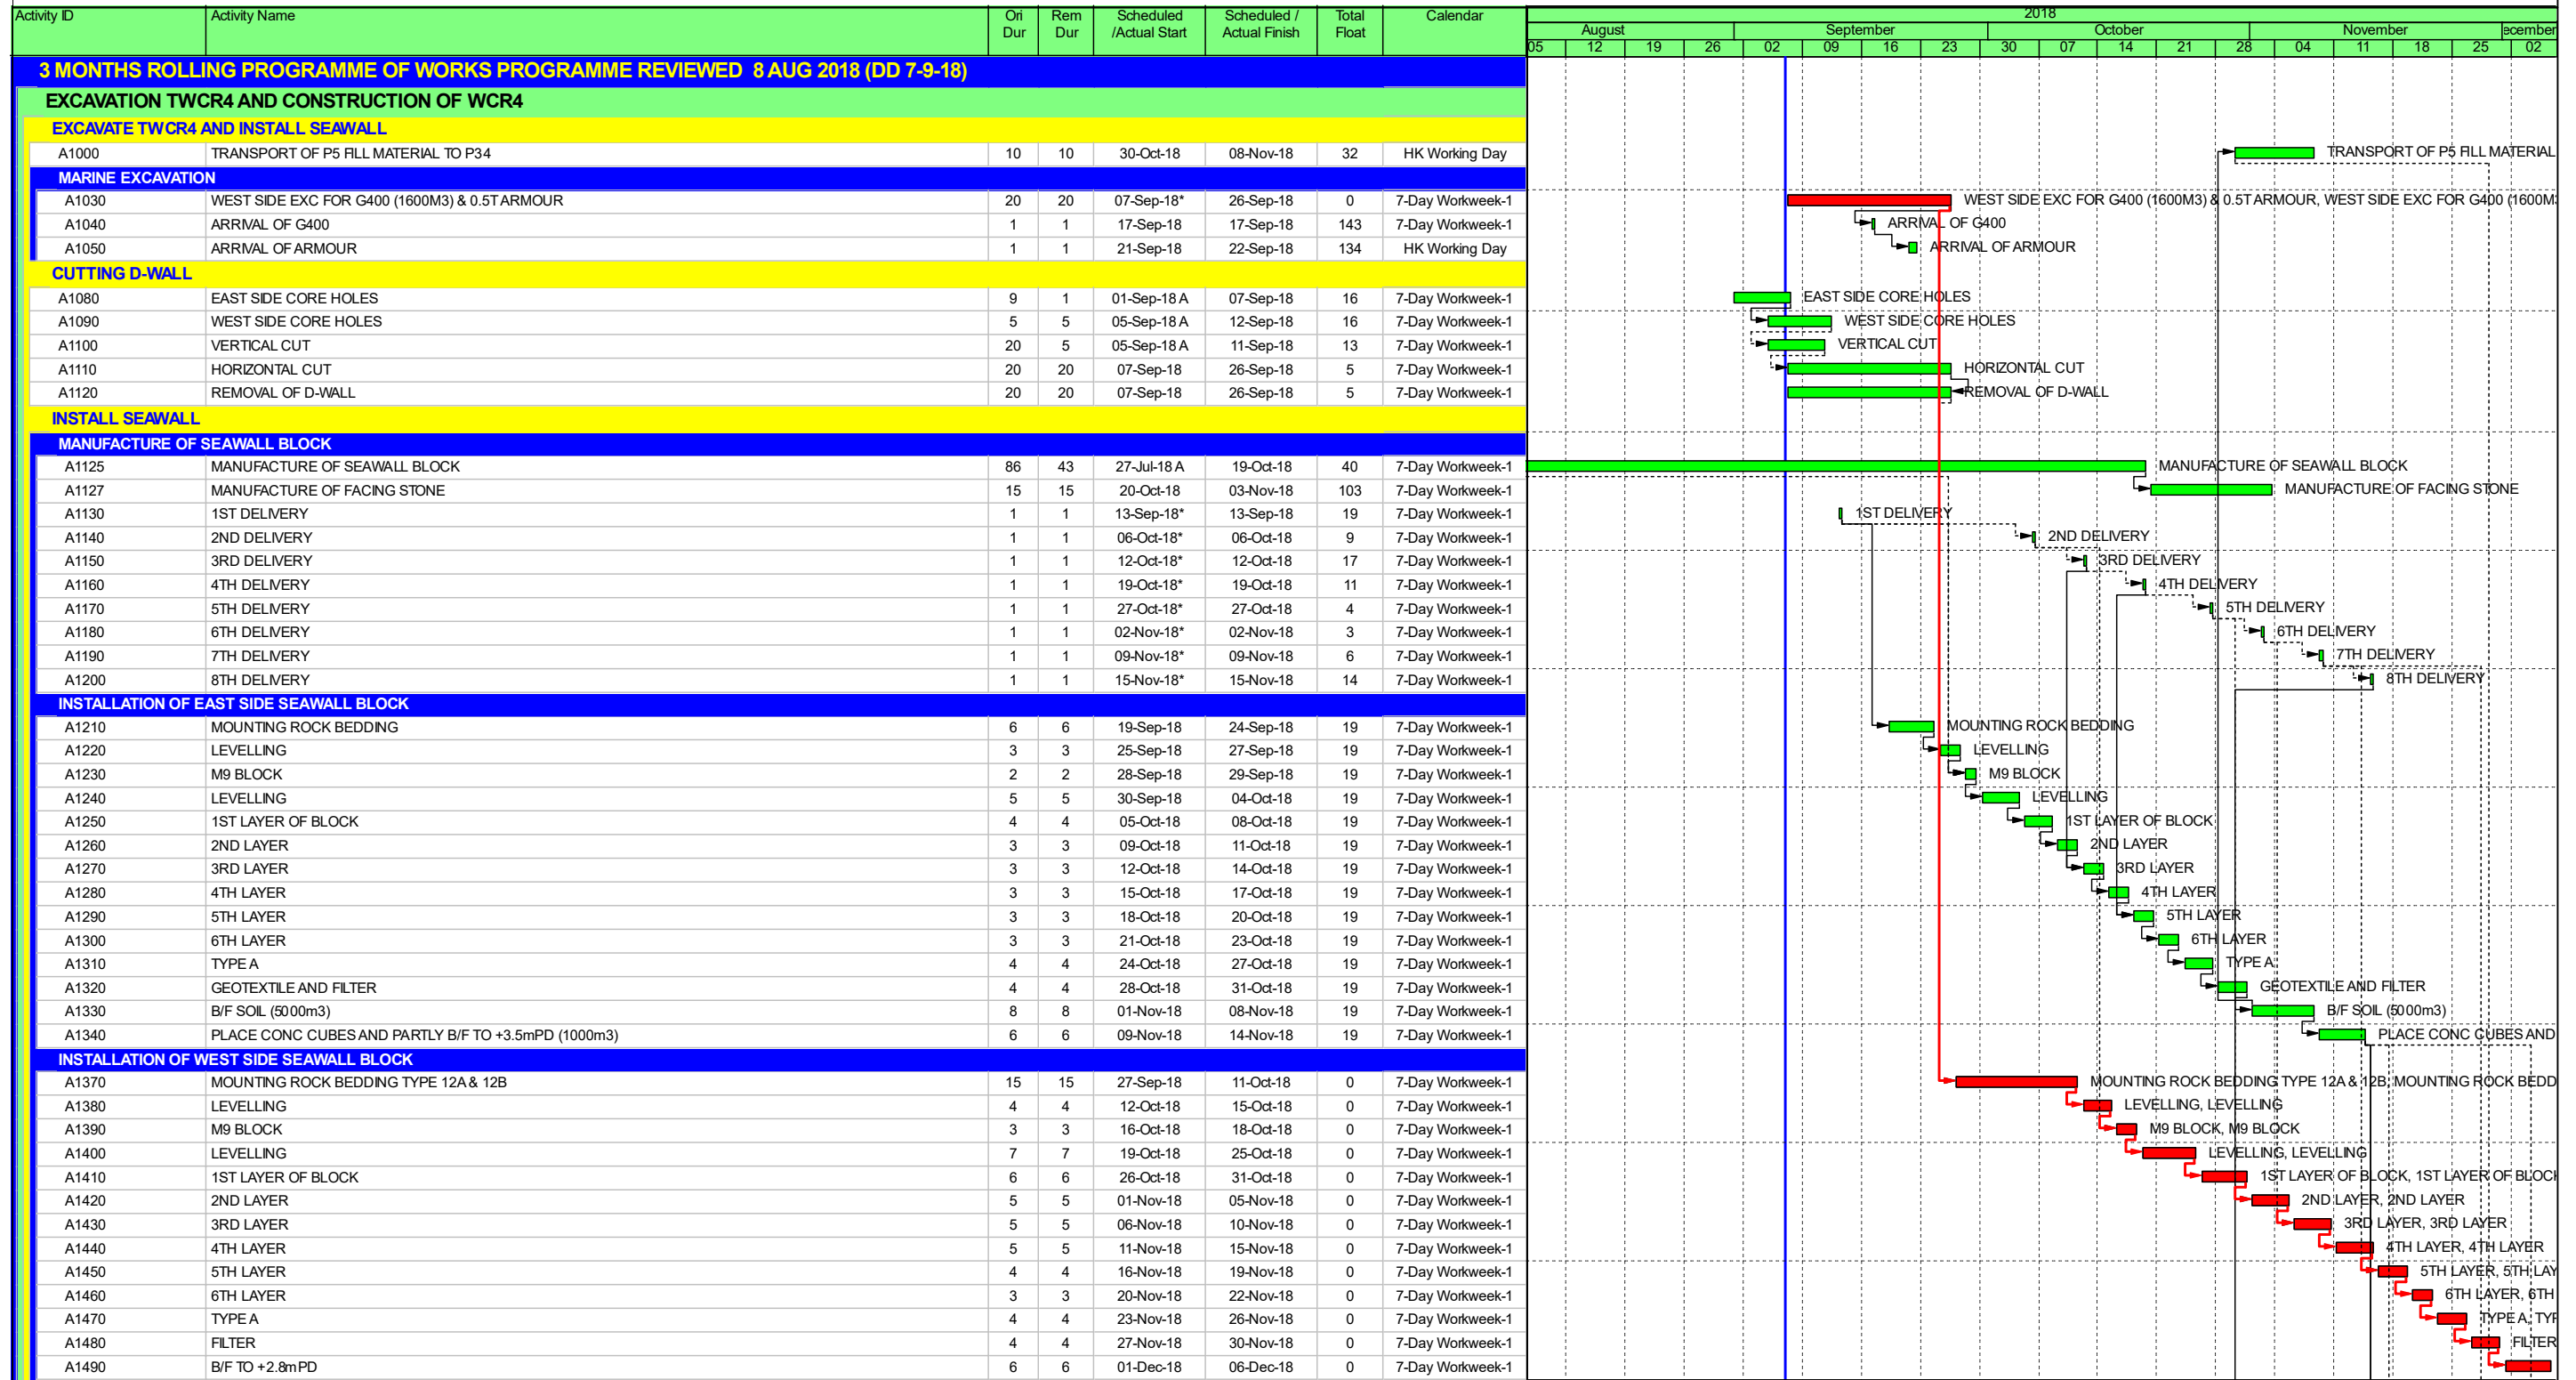 Activity ID Activity Name Ori Dur Rem Dur Scheduled /Actual Start Scheduled / Actual Finish Total Float Calendar
2018
August September October November ecember
05 12 19 26 02 09 16 23 30 07 14 21 28 04 11 18 25 02
3 MONTHS ROLLING PROGRAMME OF WORKS PROGRAMME REVIEWED 8 AUG 2018 (DD 7-9-18)
EXCAVATION TWCR4 AND CONSTRUCTION OF WCR4
EXCAVATE TWCR4 AND INSTALL SEAWALL
A1000 TRANSPORT OF P5 FILL MATERIAL TO P34 10 10 30-Oct-18 08-Nov-18 32 HK Working Day TRANSPORT OF P5 FILL MATERIAL
MARINE EXCAVATION
A1030 WEST SIDE EXC FOR G400 (1600M3) & 0.5T ARMOUR 20 20 07-Sep-18* 26-Sep-18 0 7-Day Workweek-1 WEST SIDE EXC FOR G400 (1600M3) & 0.5T ARMOUR, WEST SIDE EXC FOR G400 (1600M
A1040 ARRIVAL OF G400 1 1 17-Sep-18 17-Sep-18 143 7-Day Workweek-1 ARRIVAL OF G400
A1050 ARRIVAL OF ARMOUR 1 1 21-Sep-18 22-Sep-18 134 HK Working Day ARRIVAL OF ARMOUR
CUTTING D-WALL
A1080 EAST SIDE CORE HOLES 9 1 01-Sep-18 A 07-Sep-18 16 7-Day Workweek-1 EAST SIDE CORE HOLES
A1090 WEST SIDE CORE HOLES 5 5 05-Sep-18 A 12-Sep-18 16 7-Day Workweek-1 WEST SIDE CORE HOLES
A1100 VERTICAL CUT 20 5 05-Sep-18 A 11-Sep-18 13 7-Day Workweek-1 VERTICAL CUT
A1110 HORIZONTAL CUT 20 20 07-Sep-18 26-Sep-18 5 7-Day Workweek-1 HORIZONTAL CUT
A1120 REMOVAL OF D-WALL 20 20 07-Sep-18 26-Sep-18 5 7-Day Workweek-1 REMOVAL OF D-WALL
INSTALL SEAWALL
MANUFACTURE OF SEAWALL BLOCK
A1125 MANUFACTURE OF SEAWALL BLOCK 86 43 27-Jul-18 A 19-Oct-18 40 7-Day Workweek-1 MANUFACTURE OF SEAWALL BLOCK
A1127 MANUFACTURE OF FACING STONE 15 15 20-Oct-18 03-Nov-18 103 7-Day Workweek-1 MANUFACTURE OF FACING STONE
A1130 1ST DELIVERY 1 1 13-Sep-18* 13-Sep-18 19 7-Day Workweek-1 1ST DELIVERY
A1140 2ND DELIVERY 1 1 06-Oct-18* 06-Oct-18 9 7-Day Workweek-1 2ND DELIVERY
A1150 3RD DELIVERY 1 1 12-Oct-18* 12-Oct-18 17 7-Day Workweek-1 3RD DELIVERY
A1160 4TH DELIVERY 1 1 19-Oct-18* 19-Oct-18 11 7-Day Workweek-1 4TH DELIVERY
A1170 5TH DELIVERY 1 1 27-Oct-18* 27-Oct-18 4 7-Day Workweek-1 5TH DELIVERY
A1180 6TH DELIVERY 1 1 02-Nov-18* 02-Nov-18 3 7-Day Workweek-1 6TH DELIVERY
A1190 7TH DELIVERY 1 1 09-Nov-18* 09-Nov-18 6 7-Day Workweek-1 7TH DELIVERY
A1200 8TH DELIVERY 1 1 15-Nov-18* 15-Nov-18 14 7-Day Workweek-1 8TH DELIVERY
INSTALLATION OF EAST SIDE SEAWALL BLOCK
A1210 MOUNTING ROCK BEDDING 6 6 19-Sep-18 24-Sep-18 19 7-Day Workweek-1 MOUNTING ROCK BEDDING
A1220 LEVELLING 3 3 25-Sep-18 27-Sep-18 19 7-Day Workweek-1 LEVELLING
A1230 M9 BLOCK 2 2 28-Sep-18 29-Sep-18 19 7-Day Workweek-1 M9 BLOCK
A1240 LEVELLING 5 5 30-Sep-18 04-Oct-18 19 7-Day Workweek-1 LEVELLING
A1250 1ST LAYER OF BLOCK 4 4 05-Oct-18 08-Oct-18 19 7-Day Workweek-1 1ST LAYER OF BLOCK
A1260 2ND LAYER 3 3 09-Oct-18 11-Oct-18 19 7-Day Workweek-1 2ND LAYER
A1270 3RD LAYER 3 3 12-Oct-18 14-Oct-18 19 7-Day Workweek-1 3RD LAYER
A1280 4TH LAYER 3 3 15-Oct-18 17-Oct-18 19 7-Day Workweek-1 4TH LAYER
A1290 5TH LAYER 3 3 18-Oct-18 20-Oct-18 19 7-Day Workweek-1 5TH LAYER
A1300 6TH LAYER 3 3 21-Oct-18 23-Oct-18 19 7-Day Workweek-1 6TH LAYER
A1310 TYPE A 4 4 24-Oct-18 27-Oct-18 19 7-Day Workweek-1 TYPE A
A1320 GEOTEXTILE AND FILTER 4 4 28-Oct-18 31-Oct-18 19 7-Day Workweek-1 GEOTEXTILE AND FILTER
A1330 B/F SOIL (5000m3) 8 8 01-Nov-18 08-Nov-18 19 7-Day Workweek-1 B/F SOIL (5000m3)
A1340 PLACE CONC CUBES AND PARTLY B/F TO +3.5mPD (1000m3) 6 6 09-Nov-18 14-Nov-18 19 7-Day Workweek-1 PLACE CONC CUBES AND
INSTALLATION OF WEST SIDE SEAWALL BLOCK
A1370 MOUNTING ROCK BEDDING TYPE 12A & 12B 15 15 27-Sep-18 11-Oct-18 0 7-Day Workweek-1 MOUNTING ROCK BEDDING TYPE 12A & 12B, MOUNTING ROCK BEDD
A1380 LEVELLING 4 4 12-Oct-18 15-Oct-18 0 7-Day Workweek-1 LEVELLING, LEVELLING
A1390 M9 BLOCK 3 3 16-Oct-18 18-Oct-18 0 7-Day Workweek-1 M9 BLOCK, M9 BLOCK
A1400 LEVELLING 7 7 19-Oct-18 25-Oct-18 0 7-Day Workweek-1 LEVELLING, LEVELLING
A1410 1ST LAYER OF BLOCK 6 6 26-Oct-18 31-Oct-18 0 7-Day Workweek-1 1ST LAYER OF BLOCK, 1ST LAYER OF BLOCK
A1420 2ND LAYER 5 5 01-Nov-18 05-Nov-18 0 7-Day Workweek-1 2ND LAYER, 2ND LAYER
A1430 3RD LAYER 5 5 06-Nov-18 10-Nov-18 0 7-Day Workweek-1 3RD LAYER, 3RD LAYER
A1440 4TH LAYER 5 5 11-Nov-18 15-Nov-18 0 7-Day Workweek-1 4TH LAYER, 4TH LAYER
A1450 5TH LAYER 4 4 16-Nov-18 19-Nov-18 0 7-Day Workweek-1 5TH LAYER, 5TH LAY
A1460 6TH LAYER 3 3 20-Nov-18 22-Nov-18 0 7-Day Workweek-1 6TH LAYER, 6TH
A1470 TYPE A 4 4 23-Nov-18 26-Nov-18 0 7-Day Workweek-1 TYPE A, TYP
A1480 FILTER 4 4 27-Nov-18 30-Nov-18 0 7-Day Workweek-1 FILTER
A1490 B/F TO +2.8mPD 6 6 01-Dec-18 06-Dec-18 0 7-Day Workweek-1